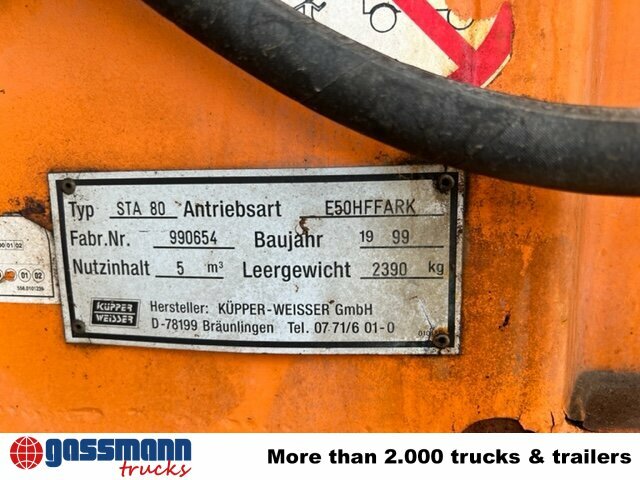 Typ STA 80 Antriebsart E50HFFARK
Fabr.Nr. 990654 Baujahr 19 99
Nutzinhalt 5 m³ Leergewicht 2390 kg
KÜPPER
WEISSER
Hersteller: KÜPPER-WEISSER GmbH
D-78199 Bräunlingen Tel. 07 71/6 01-0
01 02
gassmann
trucks
More than 2.000 trucks & trailers